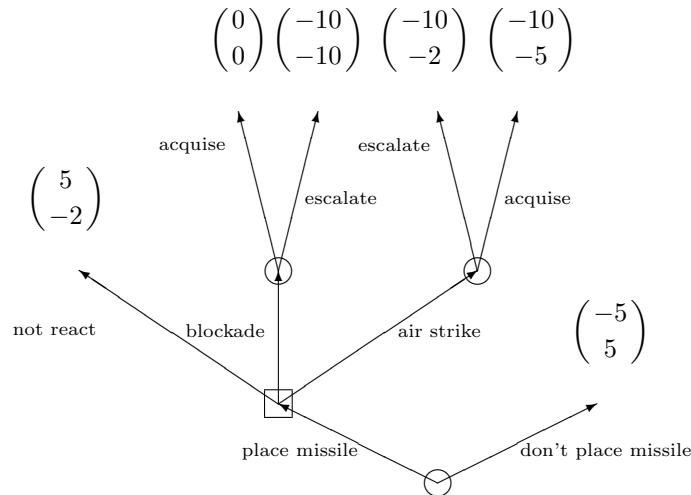 0 -10 -10 -10
0 -10 -2 -5
acquise
escalate
escalate
acquise
5
-2
not react
blockade
air strike
-5
5
place missile
don't place missile